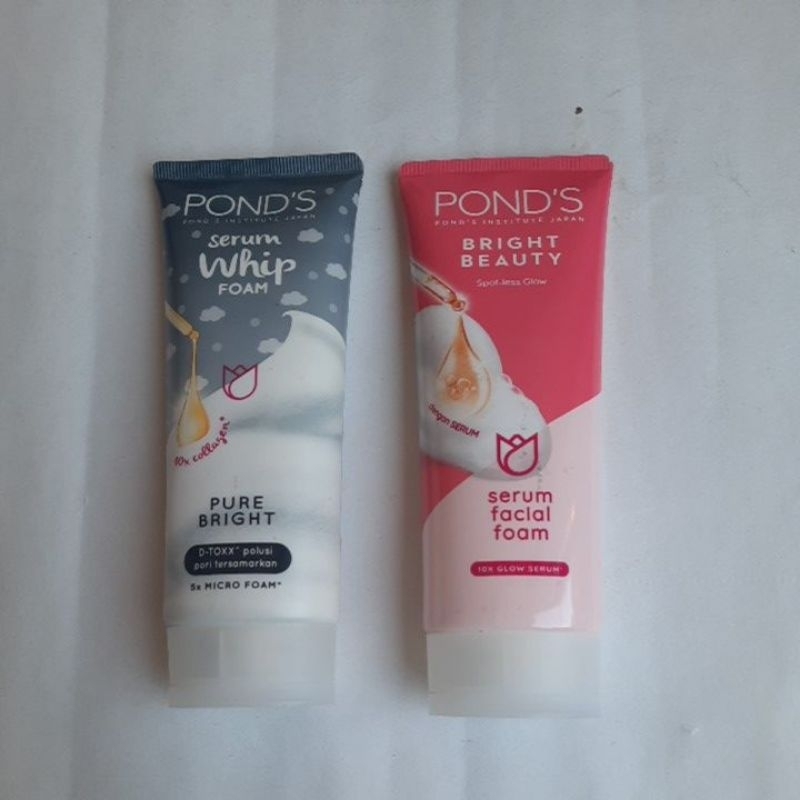 POND'S
POND'S INSTITUTE JAPAN
serum
Whip
FOAM
10x collagen*
PURE
BRIGHT
D-TOXX^ polusi
pori tersamarkan
5x MICRO FOAM*
POND'S
POND'S INSTITUTE JAPAN
BRIGHT
BEAUTY
Spot-less Glow
dengan SERUM
serum
facial
foam
10X GLOW SERUM*